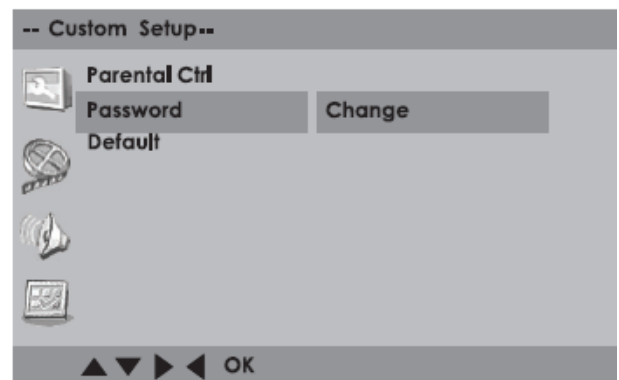 -- Custom Setup--
Parental Ctrl
Password Change
Default
▲ ▼ ▶ ◀ OK